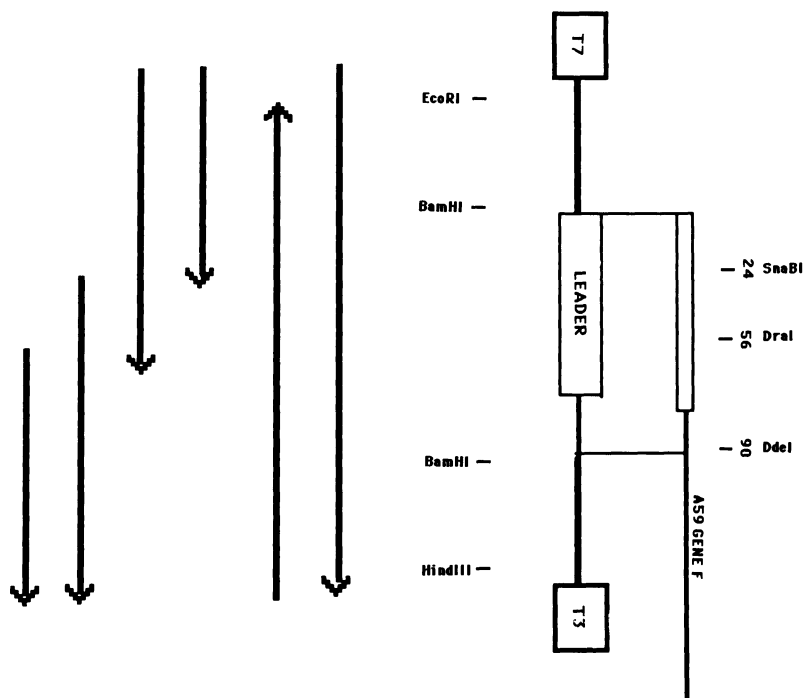 T7
EcoRI
BamHI
LEADER
24 SnaBI
56 DraI
90 DdeI
BamHI
A59 GENE F
HindIII
T3